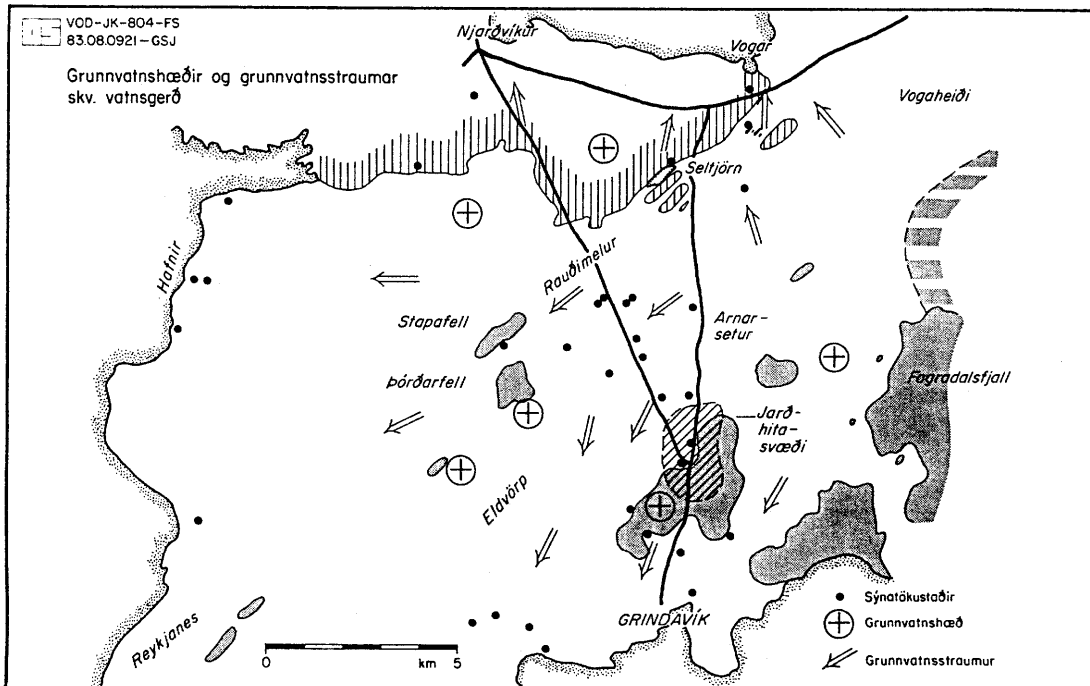 VOD-JK-804-FS
83.08.0921-GSJ
Grunnvatnshæðir og grunnvatnsstraumar
skv. vatnsgerð
Njarðvíkur
Vogar
Vogaheiði
Seltjörn
Hafnir
Rauðimelur
Stapafell
Arnar-
setur
Þórðarfell
Fagradalsfjall
Jarð-
hita-
svæði
Eldvörp
Reykjanes
GRINDAVÍK
0 km 5
Sýnatökustaðir
Grunnvatnshæð
Grunnvatnsstraumur